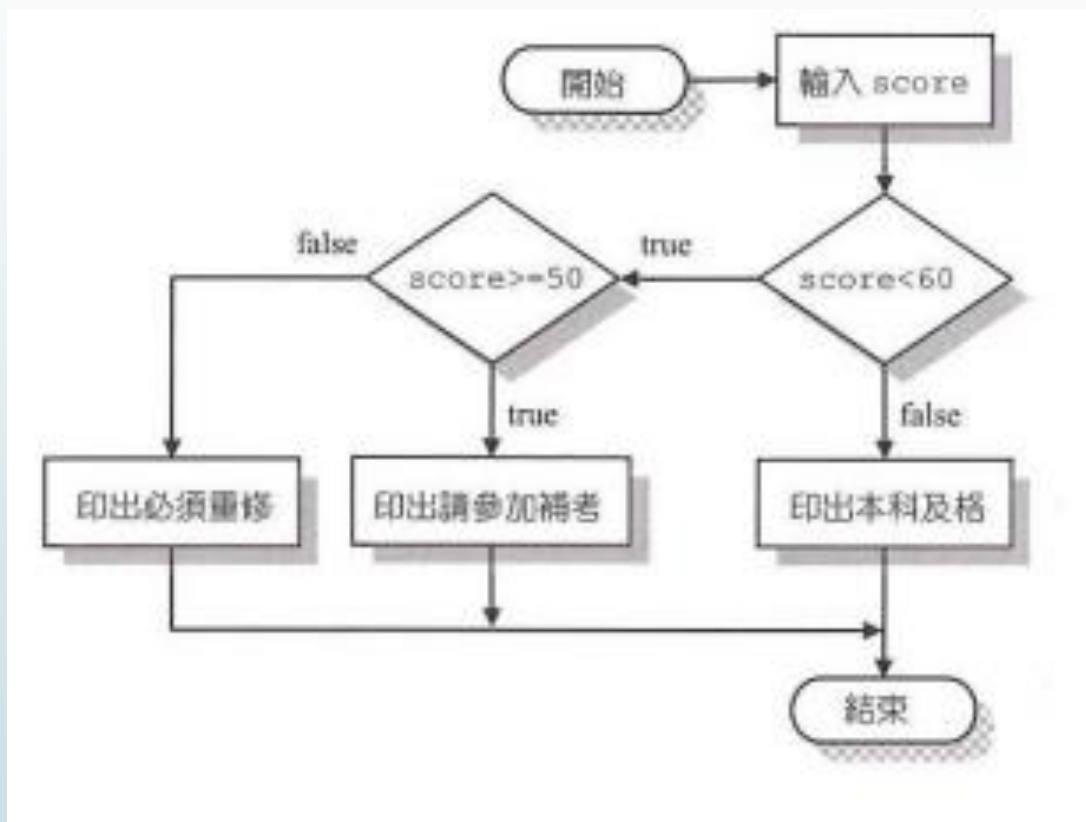 開始
輸入 score
score<60
true
false
score>=50
false
true
印出必須重修
印出請參加補考
印出本科及格
結束